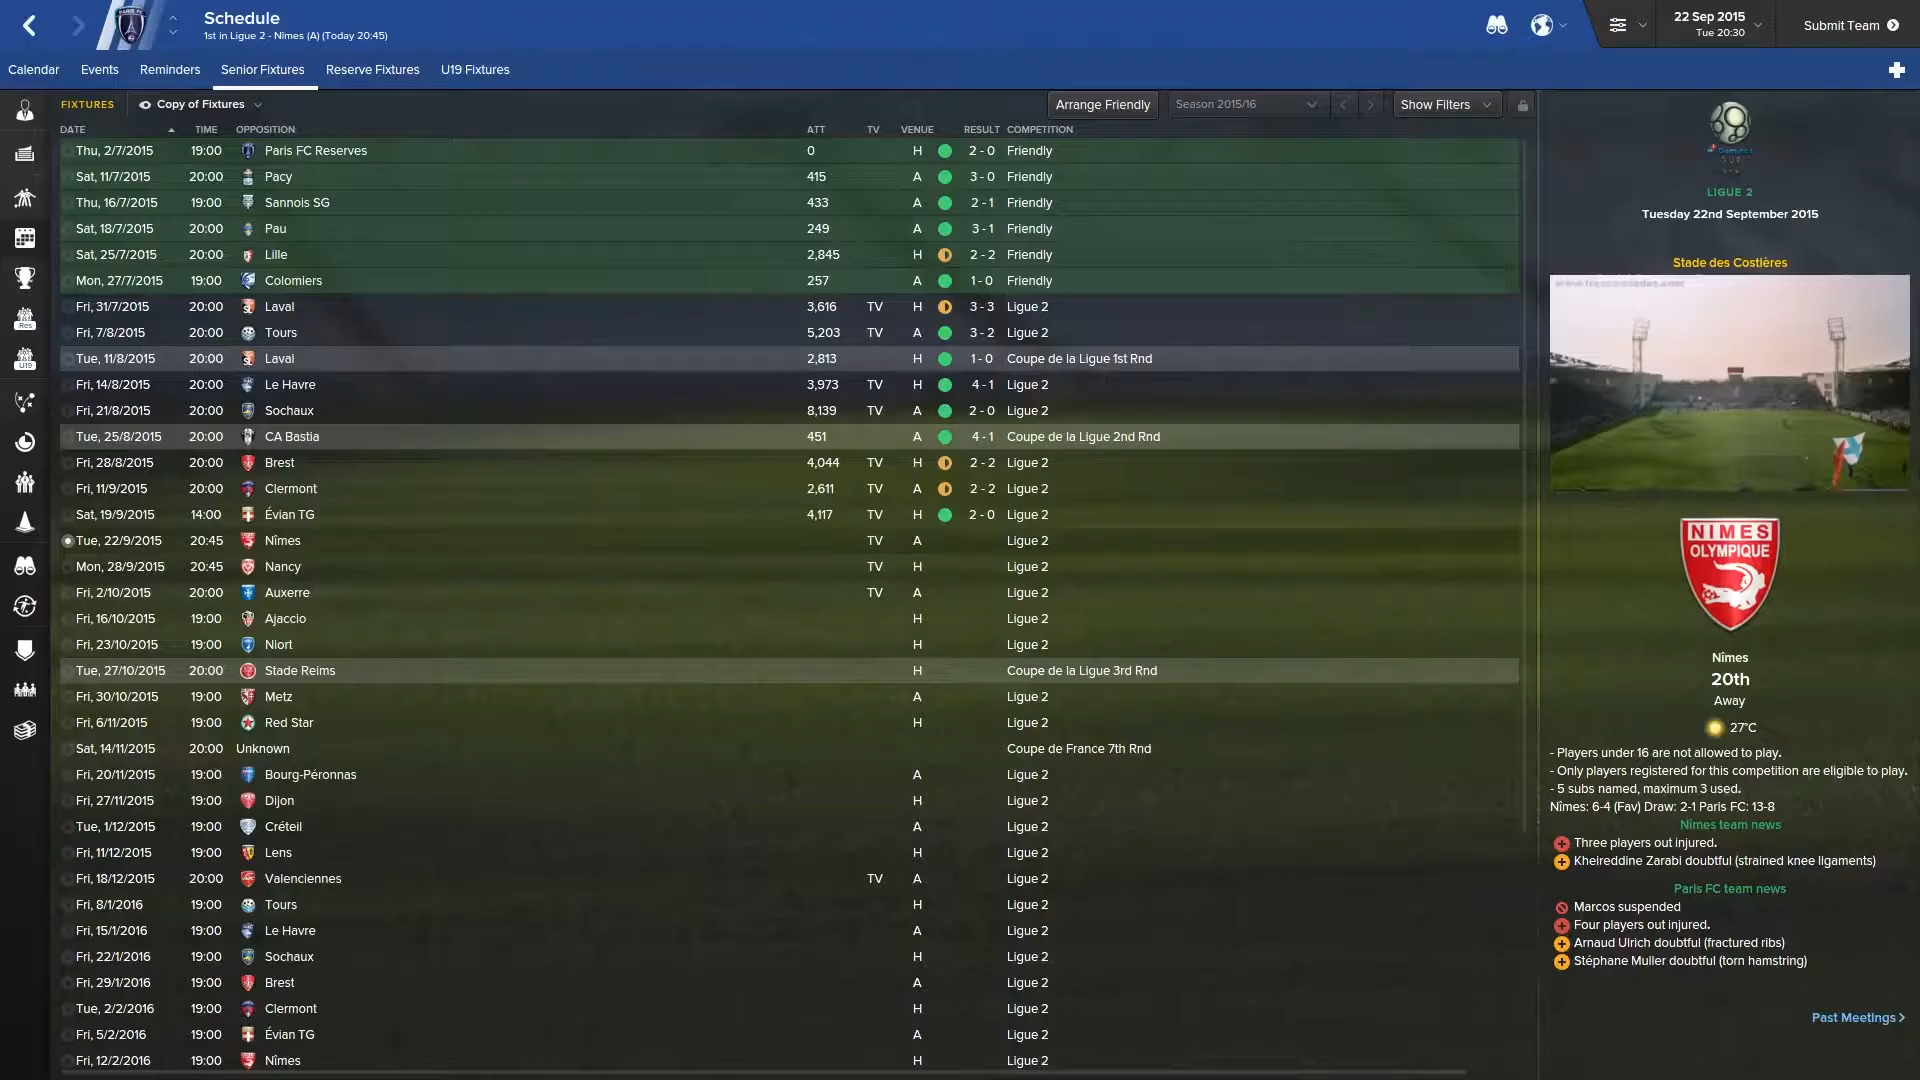 Schedule
1st in Ligue 2 - Nîmes (A) (Today 20:45)
22 Sep 2015
Tue 20:30
Submit Team
Calendar Events Reminders Senior Fixtures Reserve Fixtures U19 Fixtures
FIXTURES Copy of Fixtures Arrange Friendly Season 2015/16 Show Filters
DATE TIME OPPOSITION ATT TV VENUE RESULT COMPETITION
Thu, 2/7/2015 19:00 Paris FC Reserves 0 H 2 - 0 Friendly
Sat, 11/7/2015 20:00 Pacy 415 A 3 - 0 Friendly
Thu, 16/7/2015 19:00 Sannois SG 433 A 2 - 1 Friendly
Sat, 18/7/2015 20:00 Pau 249 A 3 - 1 Friendly
Sat, 25/7/2015 20:00 Lille 2,845 H 2 - 2 Friendly
Mon, 27/7/2015 19:00 Colomiers 257 A 1 - 0 Friendly
Fri, 31/7/2015 20:00 Laval 3,616 TV H 3 - 3 Ligue 2
Fri, 7/8/2015 20:00 Tours 5,203 TV A 3 - 2 Ligue 2
Tue, 11/8/2015 20:00 Laval 2,813 H 1 - 0 Coupe de la Ligue 1st Rnd
Fri, 14/8/2015 20:00 Le Havre 3,973 TV H 4 - 1 Ligue 2
Fri, 21/8/2015 20:00 Sochaux 8,139 TV A 2 - 0 Ligue 2
Tue, 25/8/2015 20:00 CA Bastia 451 A 4 - 1 Coupe de la Ligue 2nd Rnd
Fri, 28/8/2015 20:00 Brest 4,044 TV H 2 - 2 Ligue 2
Fri, 11/9/2015 20:00 Clermont 2,611 TV A 2 - 2 Ligue 2
Sat, 19/9/2015 14:00 Évian TG 4,117 TV H 2 - 0 Ligue 2
Tue, 22/9/2015 20:45 Nîmes TV A Ligue 2
Mon, 28/9/2015 20:45 Nancy TV H Ligue 2
Fri, 2/10/2015 20:00 Auxerre TV A Ligue 2
Fri, 16/10/2015 19:00 Ajaccio H Ligue 2
Fri, 23/10/2015 19:00 Niort H Ligue 2
Tue, 27/10/2015 20:00 Stade Reims H Coupe de la Ligue 3rd Rnd
Fri, 30/10/2015 19:00 Metz A Ligue 2
Fri, 6/11/2015 19:00 Red Star H Ligue 2
Sat, 14/11/2015 20:00 Unknown Coupe de France 7th Rnd
Fri, 20/11/2015 19:00 Bourg-Péronnas A Ligue 2
Fri, 27/11/2015 19:00 Dijon H Ligue 2
Tue, 1/12/2015 19:00 Créteil A Ligue 2
Fri, 11/12/2015 19:00 Lens H Ligue 2
Fri, 18/12/2015 20:00 Valenciennes TV A Ligue 2
Fri, 8/1/2016 19:00 Tours H Ligue 2
Fri, 15/1/2016 19:00 Le Havre A Ligue 2
Fri, 22/1/2016 19:00 Sochaux H Ligue 2
Fri, 29/1/2016 19:00 Brest A Ligue 2
Tue, 2/2/2016 19:00 Clermont H Ligue 2
Fri, 5/2/2016 19:00 Évian TG A Ligue 2
Fri, 12/2/2016 19:00 Nîmes H Ligue 2
Res
U19
LIGUE 2
Tuesday 22nd September 2015
Stade des Costières
NIMES
OLYMPIQUE
Nîmes
20th
Away
27°C
- Players under 16 are not allowed to play.
- Only players registered for this competition are eligible to play.
- 5 subs named, maximum 3 used.
Nîmes: 6-4 (Fav) Draw: 2-1 Paris FC: 13-8
Nîmes team news
Three players out injured.
Kheireddine Zarabi doubtful (strained knee ligaments)
Paris FC team news
Marcos suspended
Four players out injured.
Arnaud Ulrich doubtful (fractured ribs)
Stéphane Muller doubtful (torn hamstring)
Past Meetings >